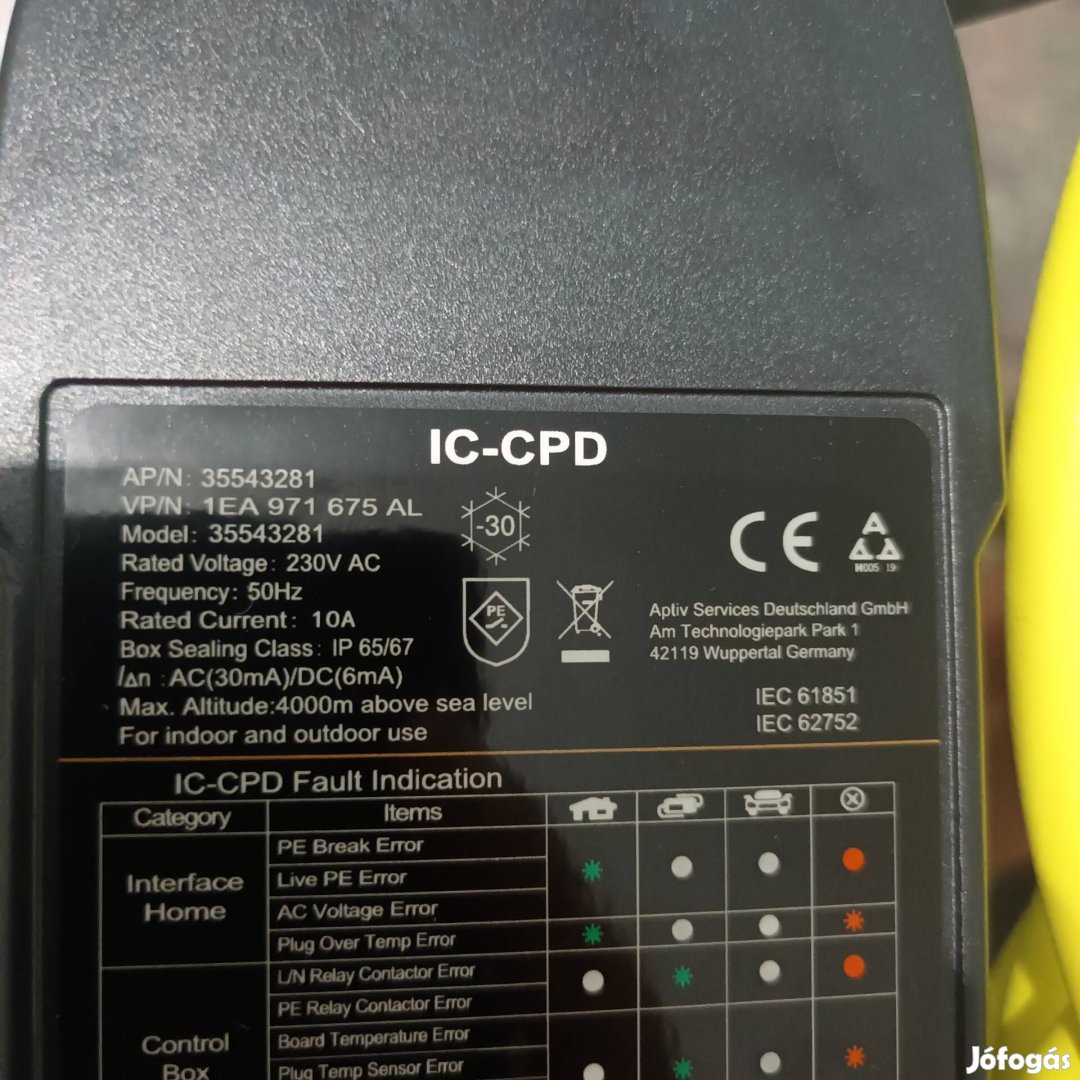 IC-CPD
AP/N: 35543281
VP/N: 1EA 971 675 AL
Model: 35543281
Rated Voltage: 230V AC
Frequency: 50Hz
Rated Current: 10A
Box Sealing Class: IP 65/67
I∆n :AC(30mA)/DC(6mA)
Max. Altitude:4000m above sea level
For indoor and outdoor use
-30
PE
CE
H005 19
Aptiv Services Deutschland GmbH
Am Technologiepark Park 1
42119 Wuppertal Germany
IEC 61851
IEC 62752
IC-CPD Fault Indication
Category
Items
Interface
Home
PE Break Error
Live PE Error
AC Voltage Error
Plug Over Temp Error
Control
Box
L/N Relay Contactor Error
PE Relay Contactor Error
Board Temperature Error
Plug Temp Sensor Error
Jófogás